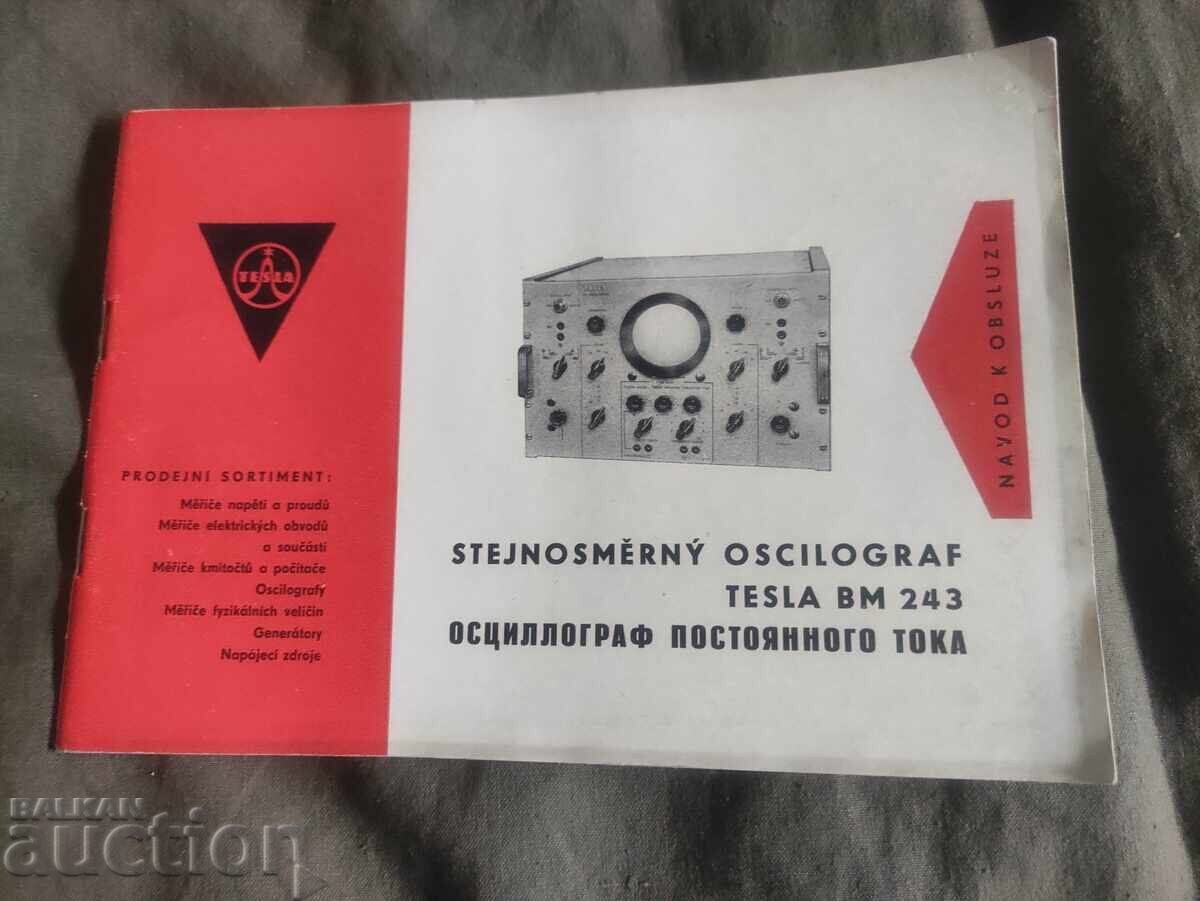 TESLA
PRODEJNÍ SORTIMENT:
Měřiče napětí a proudů
Měřiče elektrických obvodů
a součástí
Měřiče kmitočtů a počítače
Oscilografy
Měřiče fyzikálních veličin
Generátory
Napájecí zdroje
STEJNOSMĚRNÝ OSCILOGRAF
TESLA BM 243
ОСЦИЛЛОГРАФ ПОСТОЯННОГО ТОКА
NÁVOD K OBSLUZE
BALKAN
auction